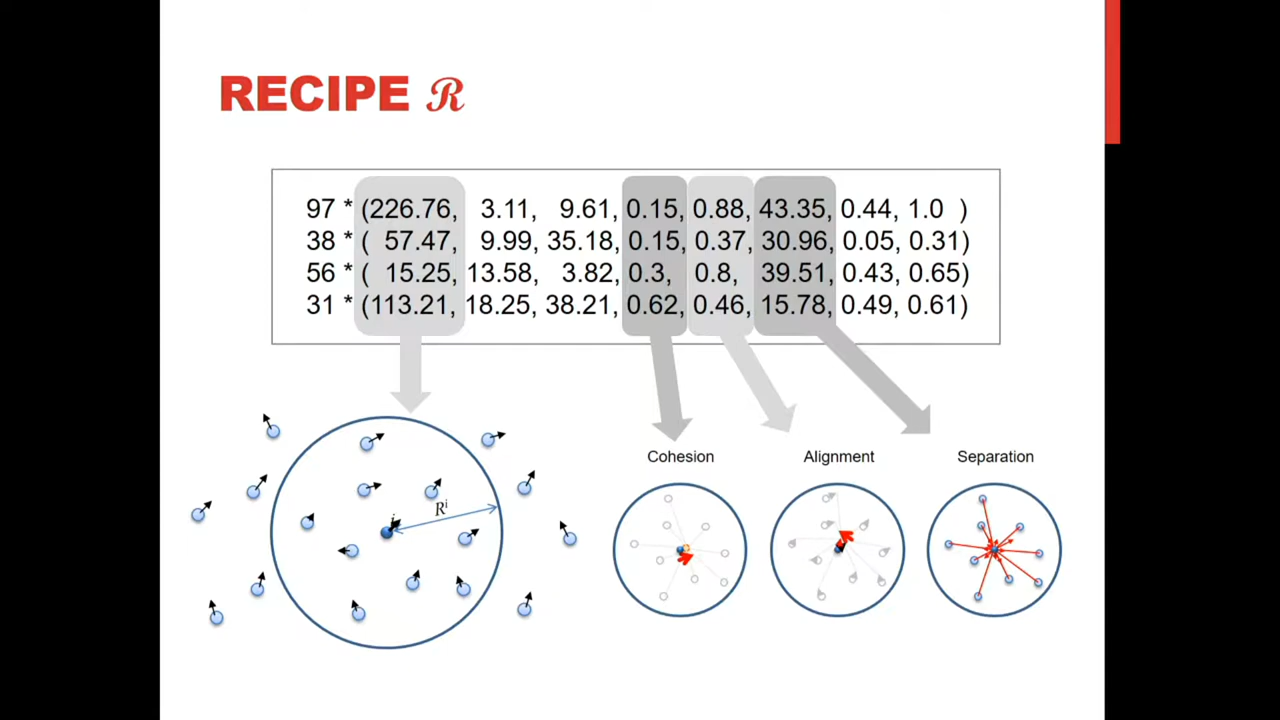 RECIPE ℛ
97 * (226.76, 3.11, 9.61, 0.15, 0.88, 43.35, 0.44, 1.0 )
38 * ( 57.47, 9.99, 35.18, 0.15, 0.37, 30.96, 0.05, 0.31)
56 * ( 15.25, 13.58, 3.82, 0.3, 0.8, 39.51, 0.43, 0.65)
31 * (113.21, 18.25, 38.21, 0.62, 0.46, 15.78, 0.49, 0.61)
Cohesion
Alignment
Separation
i
Rⁱ